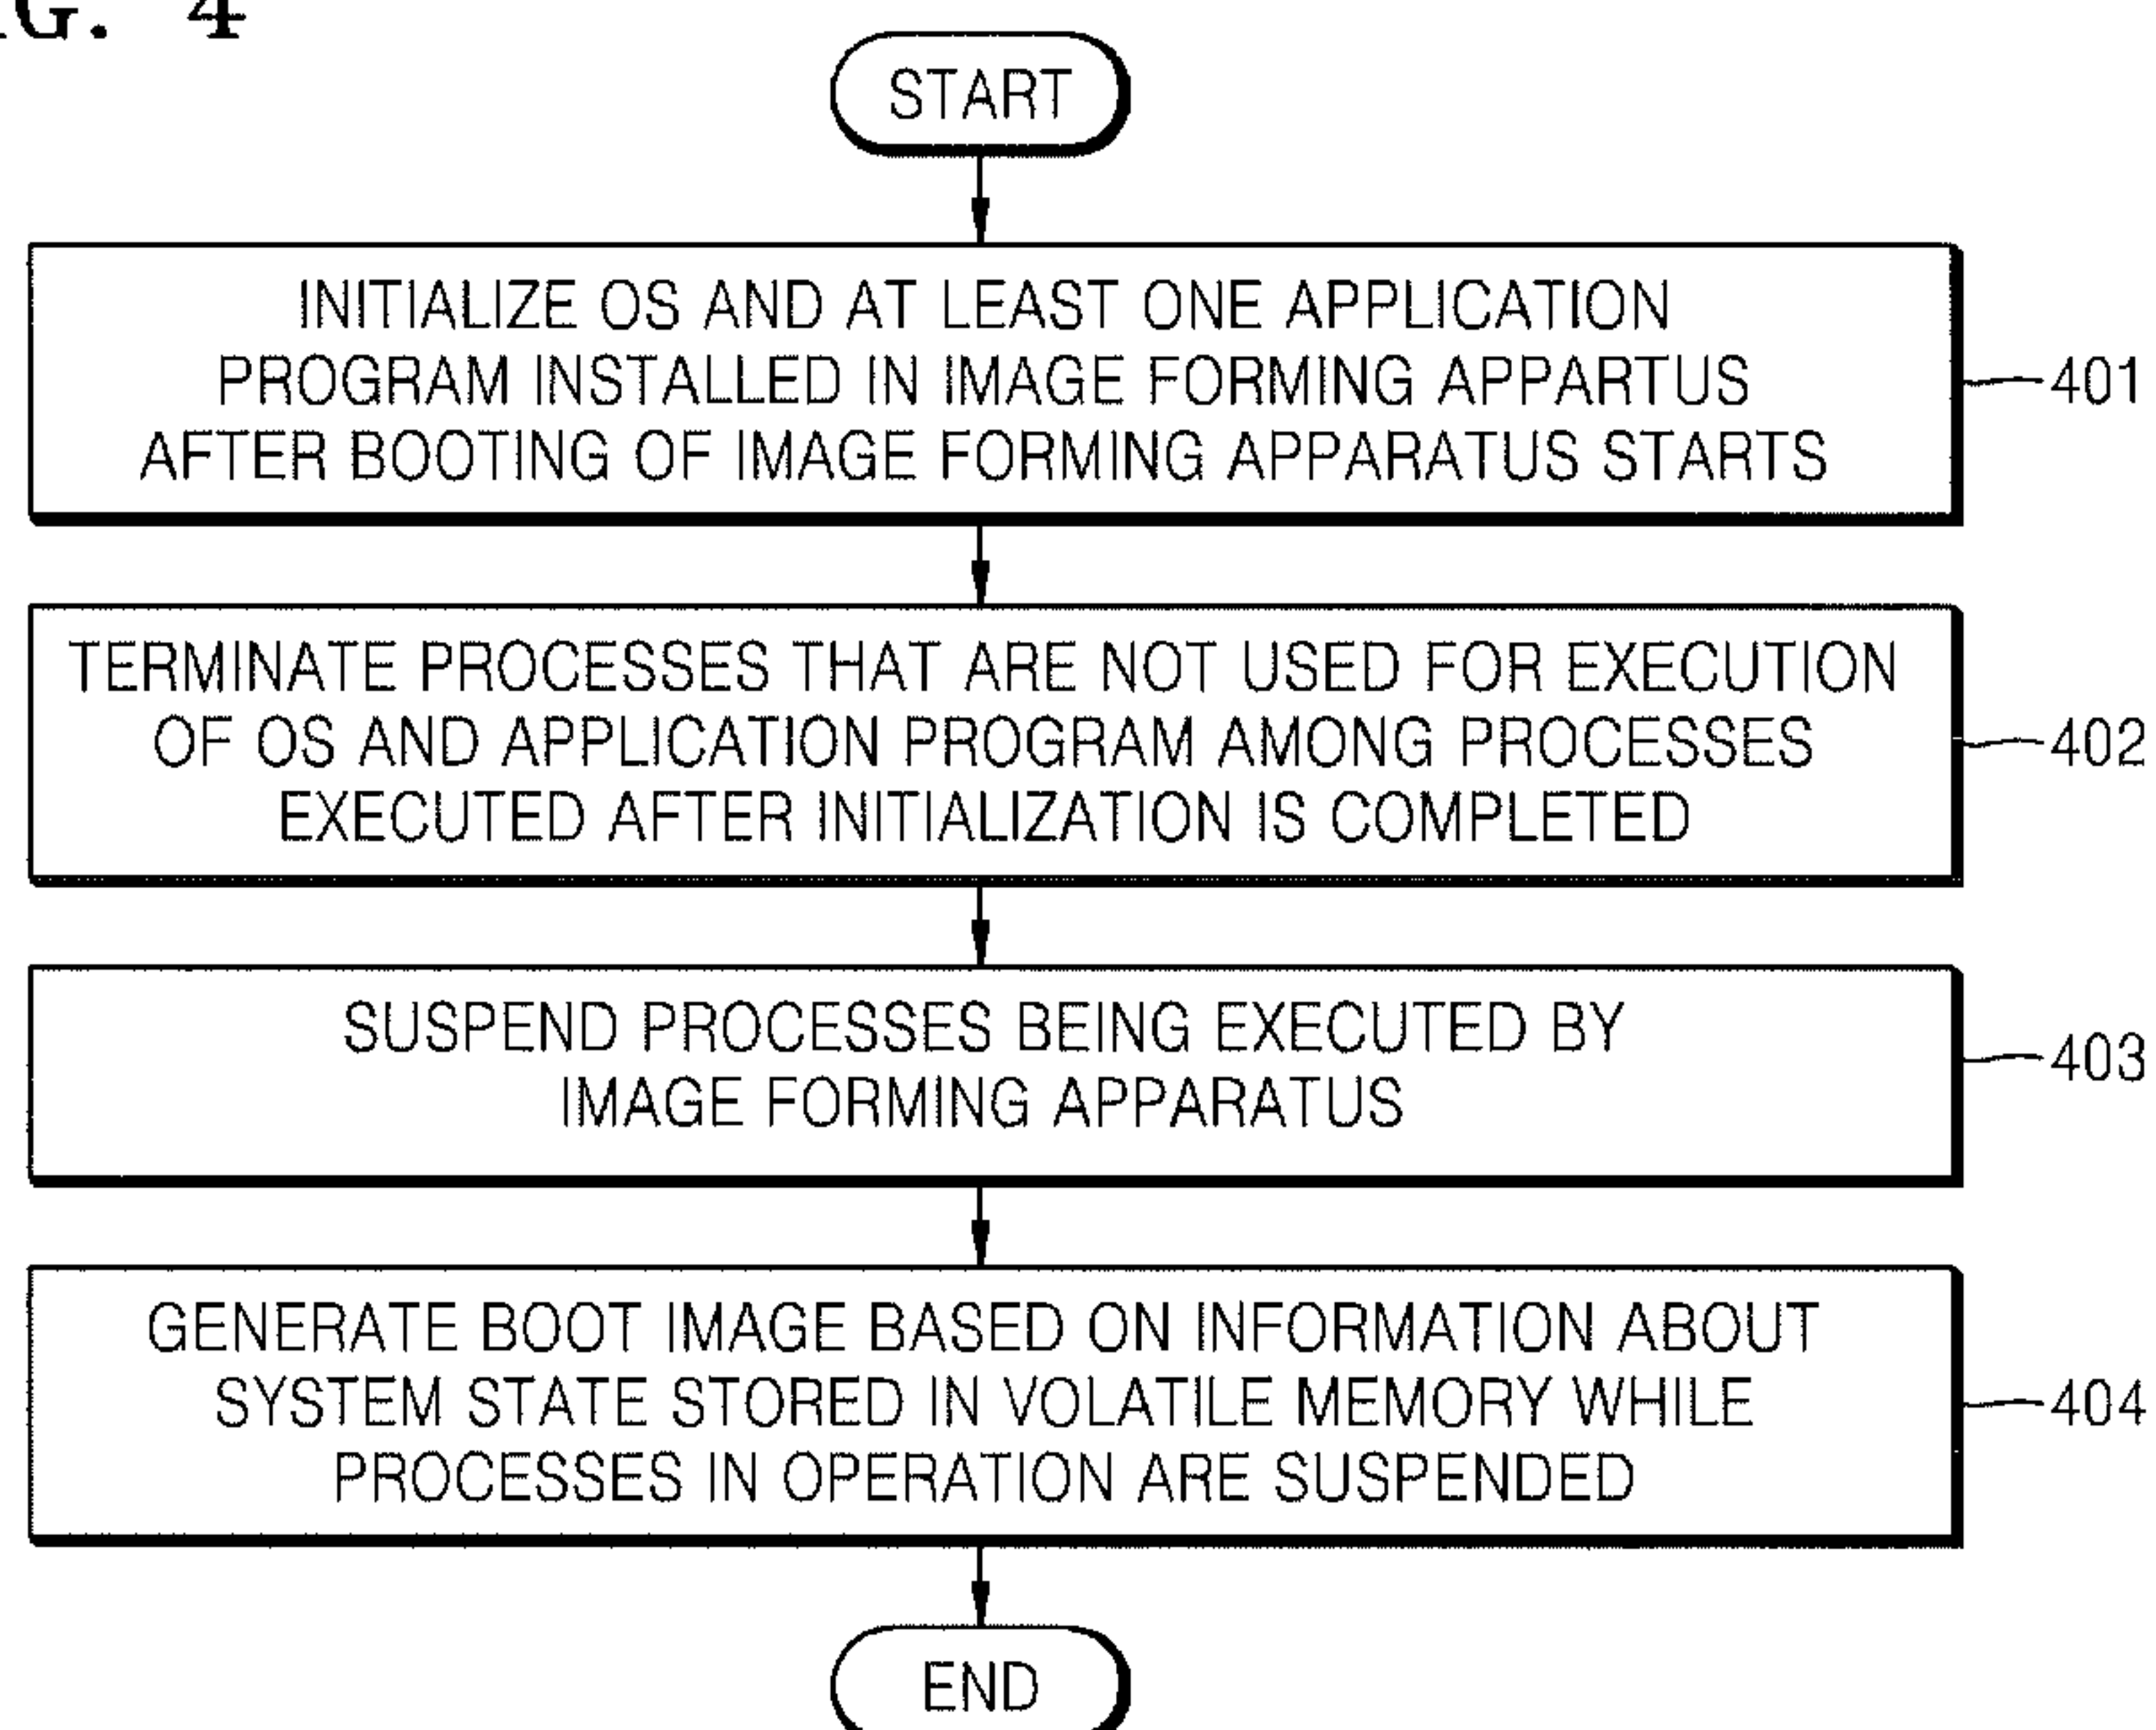 G. 4
START
INITIALIZE OS AND AT LEAST ONE APPLICATION
PROGRAM INSTALLED IN IMAGE FORMING APPARTUS
AFTER BOOTING OF IMAGE FORMING APPARATUS STARTS
401
TERMINATE PROCESSES THAT ARE NOT USED FOR EXECUTION
OF OS AND APPLICATION PROGRAM AMONG PROCESSES
EXECUTED AFTER INITIALIZATION IS COMPLETED
402
SUSPEND PROCESSES BEING EXECUTED BY
IMAGE FORMING APPARATUS
403
GENERATE BOOT IMAGE BASED ON INFORMATION ABOUT
SYSTEM STATE STORED IN VOLATILE MEMORY WHILE
PROCESSES IN OPERATION ARE SUSPENDED
404
END